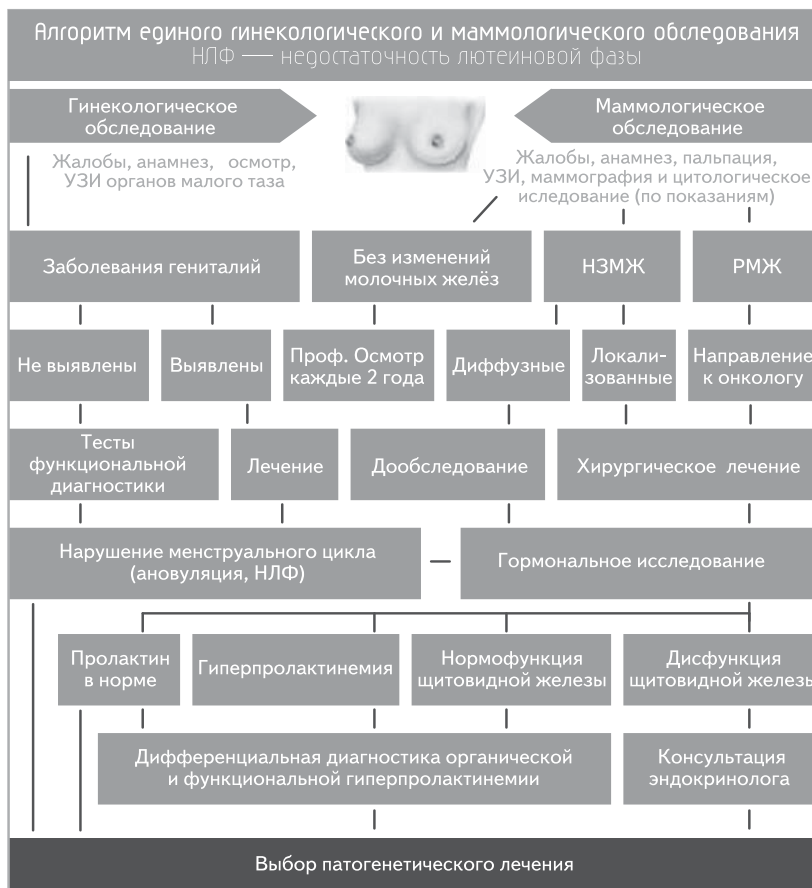 Алгоритм единого гинекологического и маммологического обследования
НЛФ — недостаточность лютеиновой фазы
Гинекологическое
обследование
Маммологическое
обследование
Жалобы, анамнез, осмотр,
УЗИ органов малого таза
Жалобы, анамнез, пальпация,
УЗИ, маммография и цитологическое
иследование (по показаниям)
Заболевания гениталий
Без изменений
молочных желёз
НЗМЖ
РМЖ
Не выявлены
Выявлены
Проф. Осмотр
каждые 2 года
Диффузные
Локали-
зованные
Направление
к онкологу
Тесты
функциональной
диагностики
Лечение
Дообследование
Хирургическое лечение
Нарушение менструального цикла
(ановуляция, НЛФ)
Гормональное исследование
Пролактин
в норме
Гиперпролактинемия
Нормофункция
щитовидной железы
Дисфункция
щитовидной железы
Дифференциальная диагностика органической
и функциональной гиперпролактинемии
Консультация
эндокринолога
Выбор патогенетического лечения